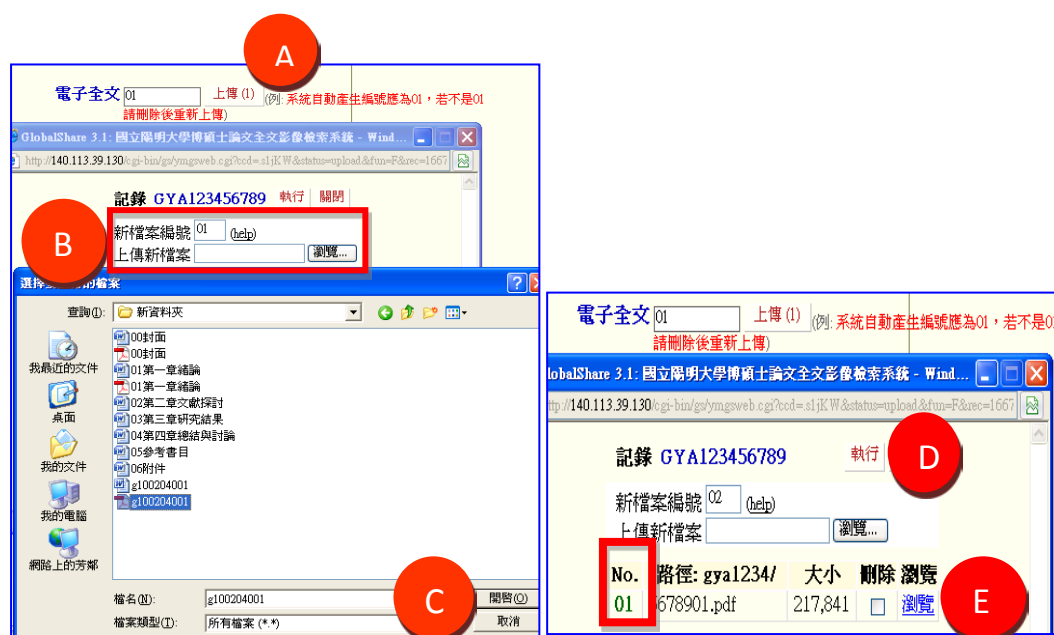 A
電子全文 01 上傳 (1) (例: 系統自動產生編號應為01，若不是01
請刪除後重新上傳)
GlobalShare 3.1: 國立陽明大學博碩士論文全文影像檢索系統 - Wind...
http://140.113.39.130/cgi-bin/gs/ymgsweb.cgi?ccd=.s1jKW&status=upload&fun=F&rec=1667
記錄 GYA123456789 執行 關閉
B
新檔案編號 01 (help)
上傳新檔案 瀏覽...
查詢(I): 新資料夾
我最近的文件
桌面
我的文件
我的電腦
網路上的芳鄰
00封面
00封面
01第一章緒論
01第一章緒論
02第二章文獻探討
03第三章研究結果
04第四章總結與討論
05參考書目
06附件
g100204001
g100204001
檔名(N): g100204001 開啓(O)
檔案類型(T): 所有檔案 (*.*) 取消
C
電子全文 01 上傳 (1) (例: 系統自動產生編號應為01，若不是0
請刪除後重新上傳)
lobalShare 3.1: 國立陽明大學博碩士論文全文影像檢索系統 - Wind...
ttp://140.113.39.130/cgi-bin/gs/ymgsweb.cgi?ccd=.s1jKW&status=upload&fun=F&rec=1667
記錄 GYA123456789 執行
D
新檔案編號 02 (help)
上傳新檔案 瀏覽...
No. 路徑: gya1234/ 大小 刪除 瀏覽
01 5678901.pdf 217,841 瀏覽
E